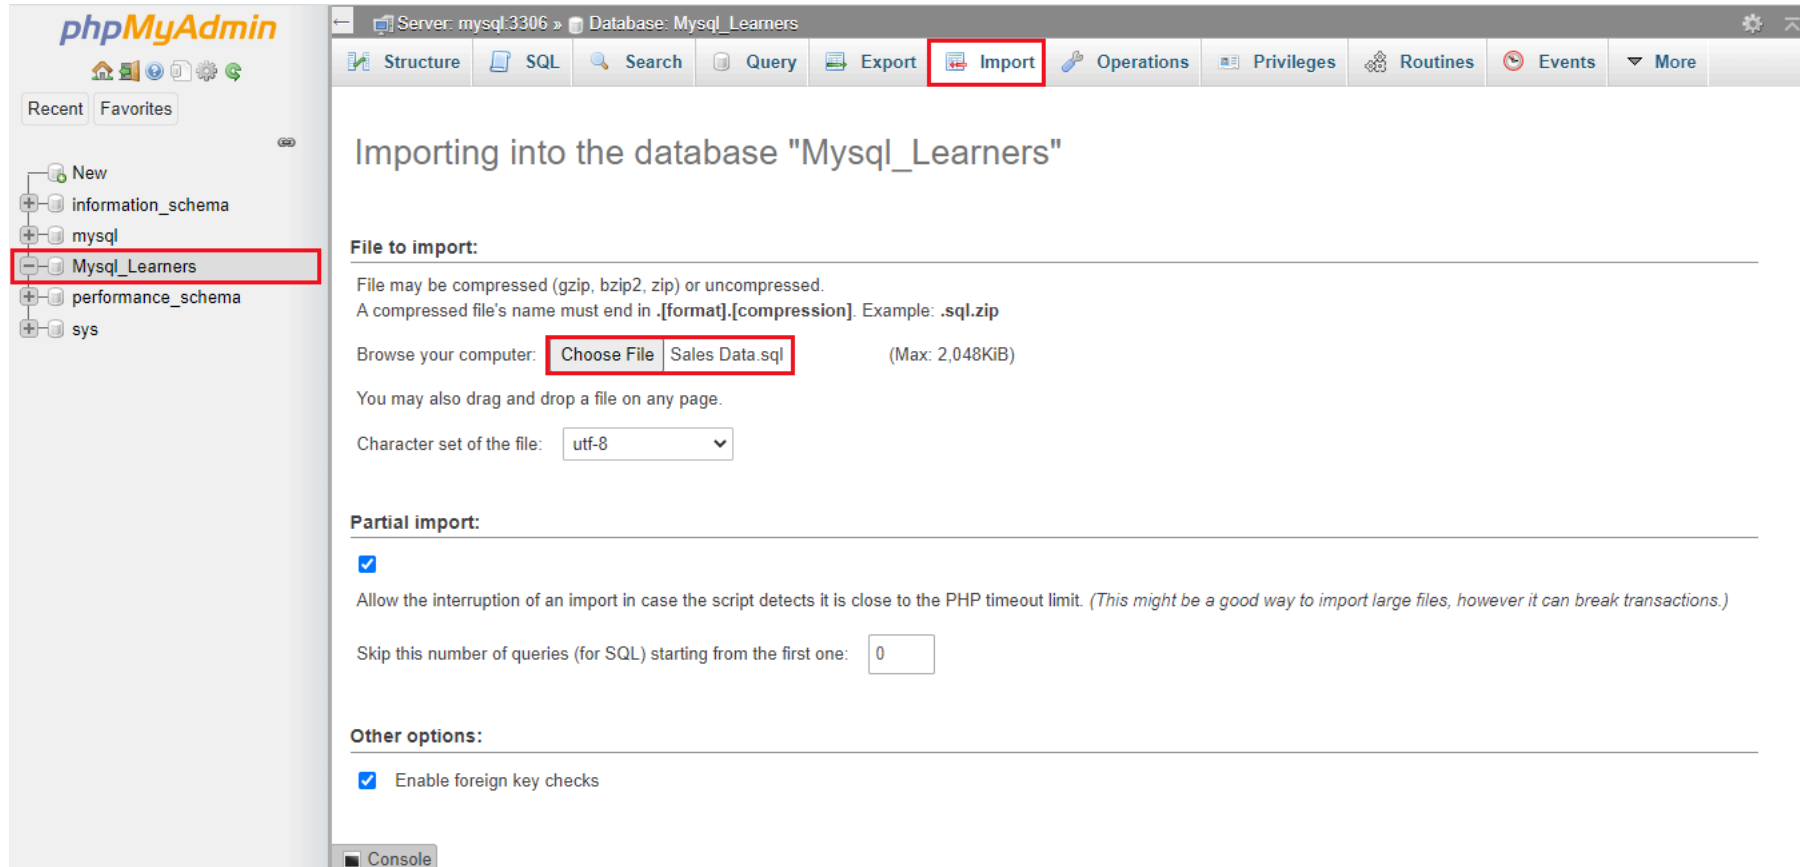 phpMyAdmin
Recent Favorites
New
information_schema
mysql
Mysql_Learners
performance_schema
sys
Server: mysql:3306 » Database: Mysql_Learners
Structure SQL Search Query Export Import Operations Privileges Routines Events More
Importing into the database "Mysql_Learners"
File to import:
File may be compressed (gzip, bzip2, zip) or uncompressed.
A compressed file's name must end in .[format].[compression]. Example: .sql.zip
Browse your computer: Choose File Sales Data.sql (Max: 2,048KiB)
You may also drag and drop a file on any page.
Character set of the file: utf-8
Partial import:
Allow the interruption of an import in case the script detects it is close to the PHP timeout limit. (This might be a good way to import large files, however it can break transactions.)
Skip this number of queries (for SQL) starting from the first one: 0
Other options:
Enable foreign key checks
Console